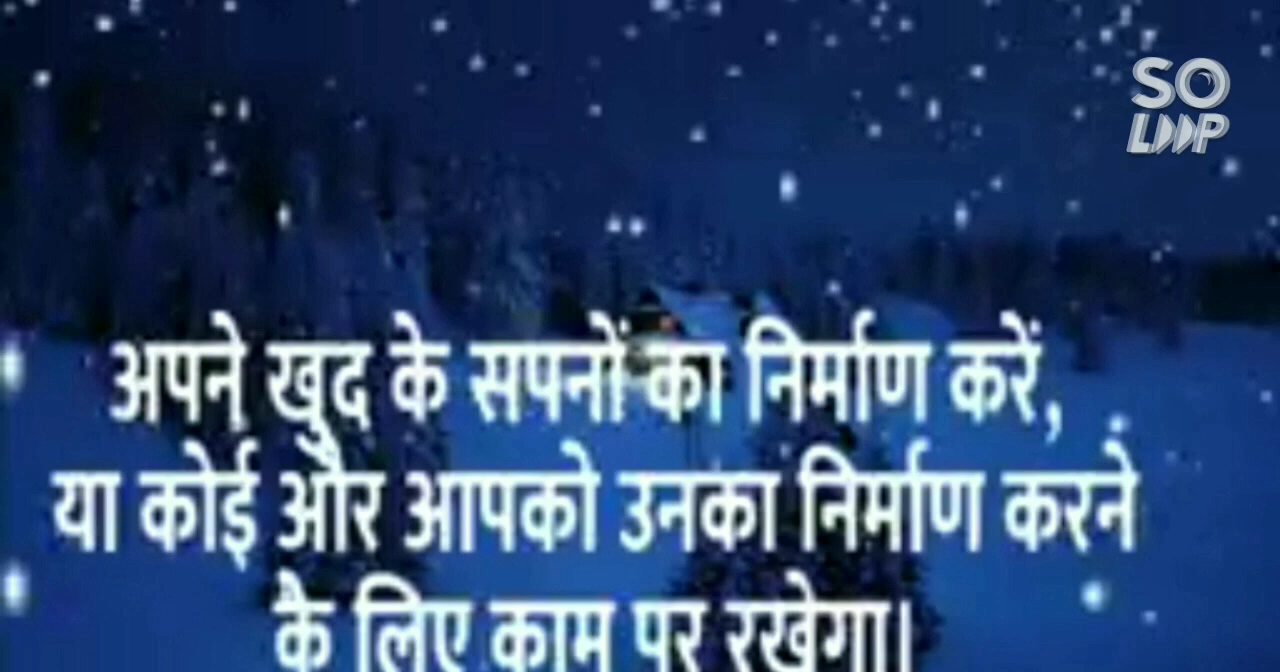 SO
LOOP
अपने खुद के सपनों का निर्माण करें,
या कोई और आपको उनका निर्माण करने
के लिए काम पर रखेगा।